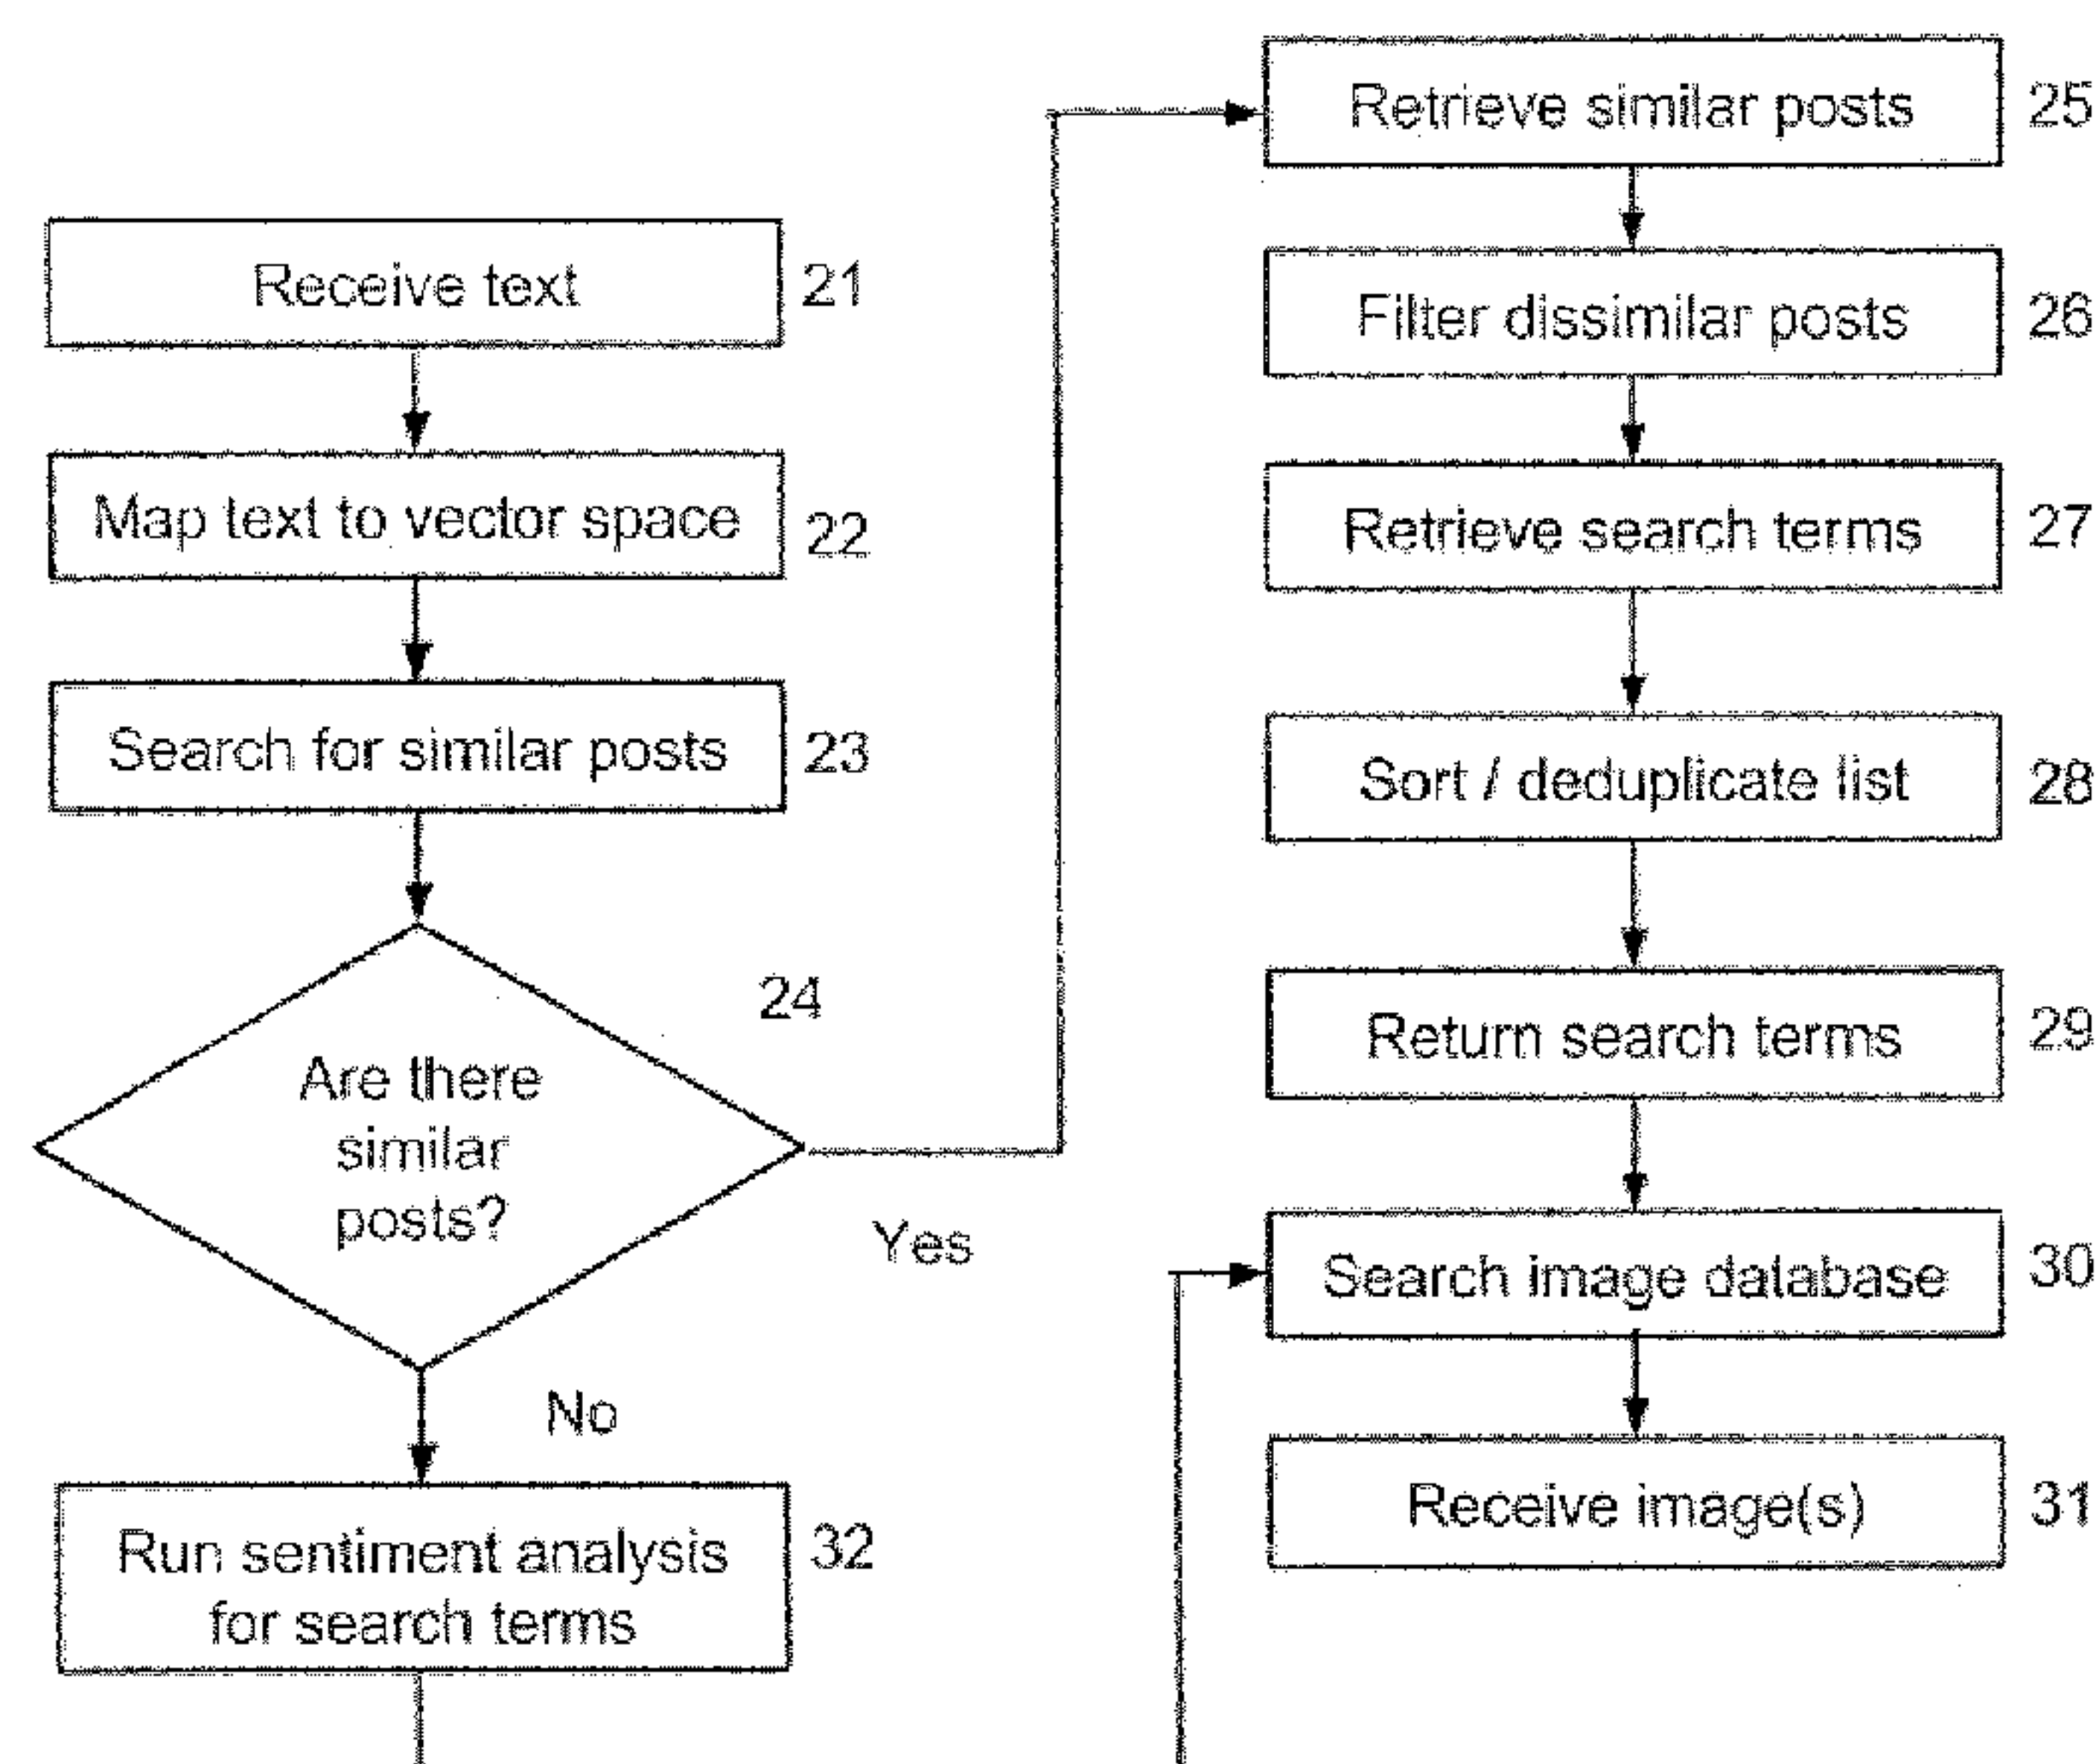 Receive text
21
Map text to vector space
22
Search for similar posts
23
24
Are there
similar
posts?
Yes
No
Run sentiment analysis
for search terms
32
Retrieve similar posts
25
Filter dissimilar posts
26
Retrieve search terms
27
Sort / deduplicate list
28
Return search terms
29
Search image database
30
Receive image(s)
31